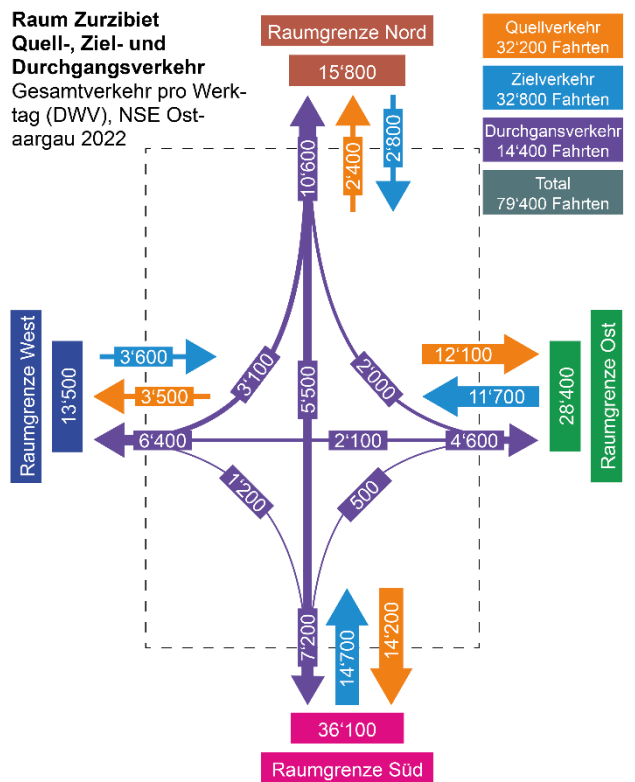 Raum Zurzibiet
Quell-, Ziel- und
Durchgangsverkehr
Gesamtverkehr pro Werk-
tag (DWV), NSE Ost-
aargau 2022
Raumgrenze Nord
15‘800
Quellverkehr
32‘200 Fahrten
Zielverkehr
32‘800 Fahrten
Durchgansverkehr
14‘400 Fahrten
Total
79‘400 Fahrten
10‘600
2‘400
2‘800
Raumgrenze West
13‘500
3‘600
3‘500
6‘400
3‘100
5‘500
2‘000
12‘100
11‘700
28‘400
Raumgrenze Ost
2‘100
4‘600
1‘200
500
7‘200
14‘700
14‘200
36‘100
Raumgrenze Süd